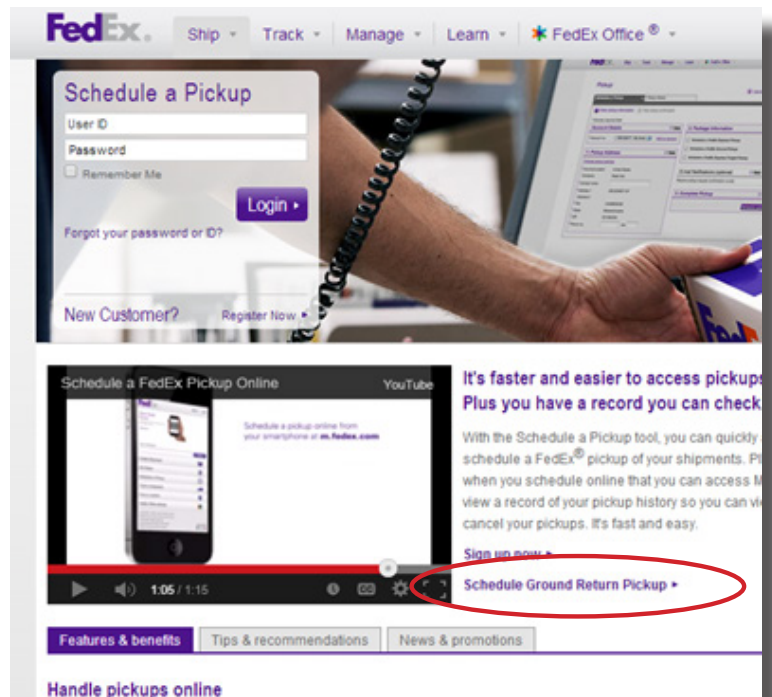 FedEx. Ship Track Manage Learn FedEx Office ®
Schedule a Pickup
User ID
Password
Remember Me
Login
Forgot your password or ID?
New Customer? Register Now
Schedule a FedEx Pickup Online YouTube
Schedule a pickup online from
your smartphone at m.fedex.com
1:05 / 1:15
CC
It's faster and easier to access pickups
Plus you have a record you can check
With the Schedule a Pickup tool, you can quickly
schedule a FedEx® pickup of your shipments. Pl
when you schedule online that you can access M
view a record of your pickup history so you can vi
cancel your pickups. It's fast and easy.
Sign up now
Schedule Ground Return Pickup
Features & benefits Tips & recommendations News & promotions
Handle pickups online